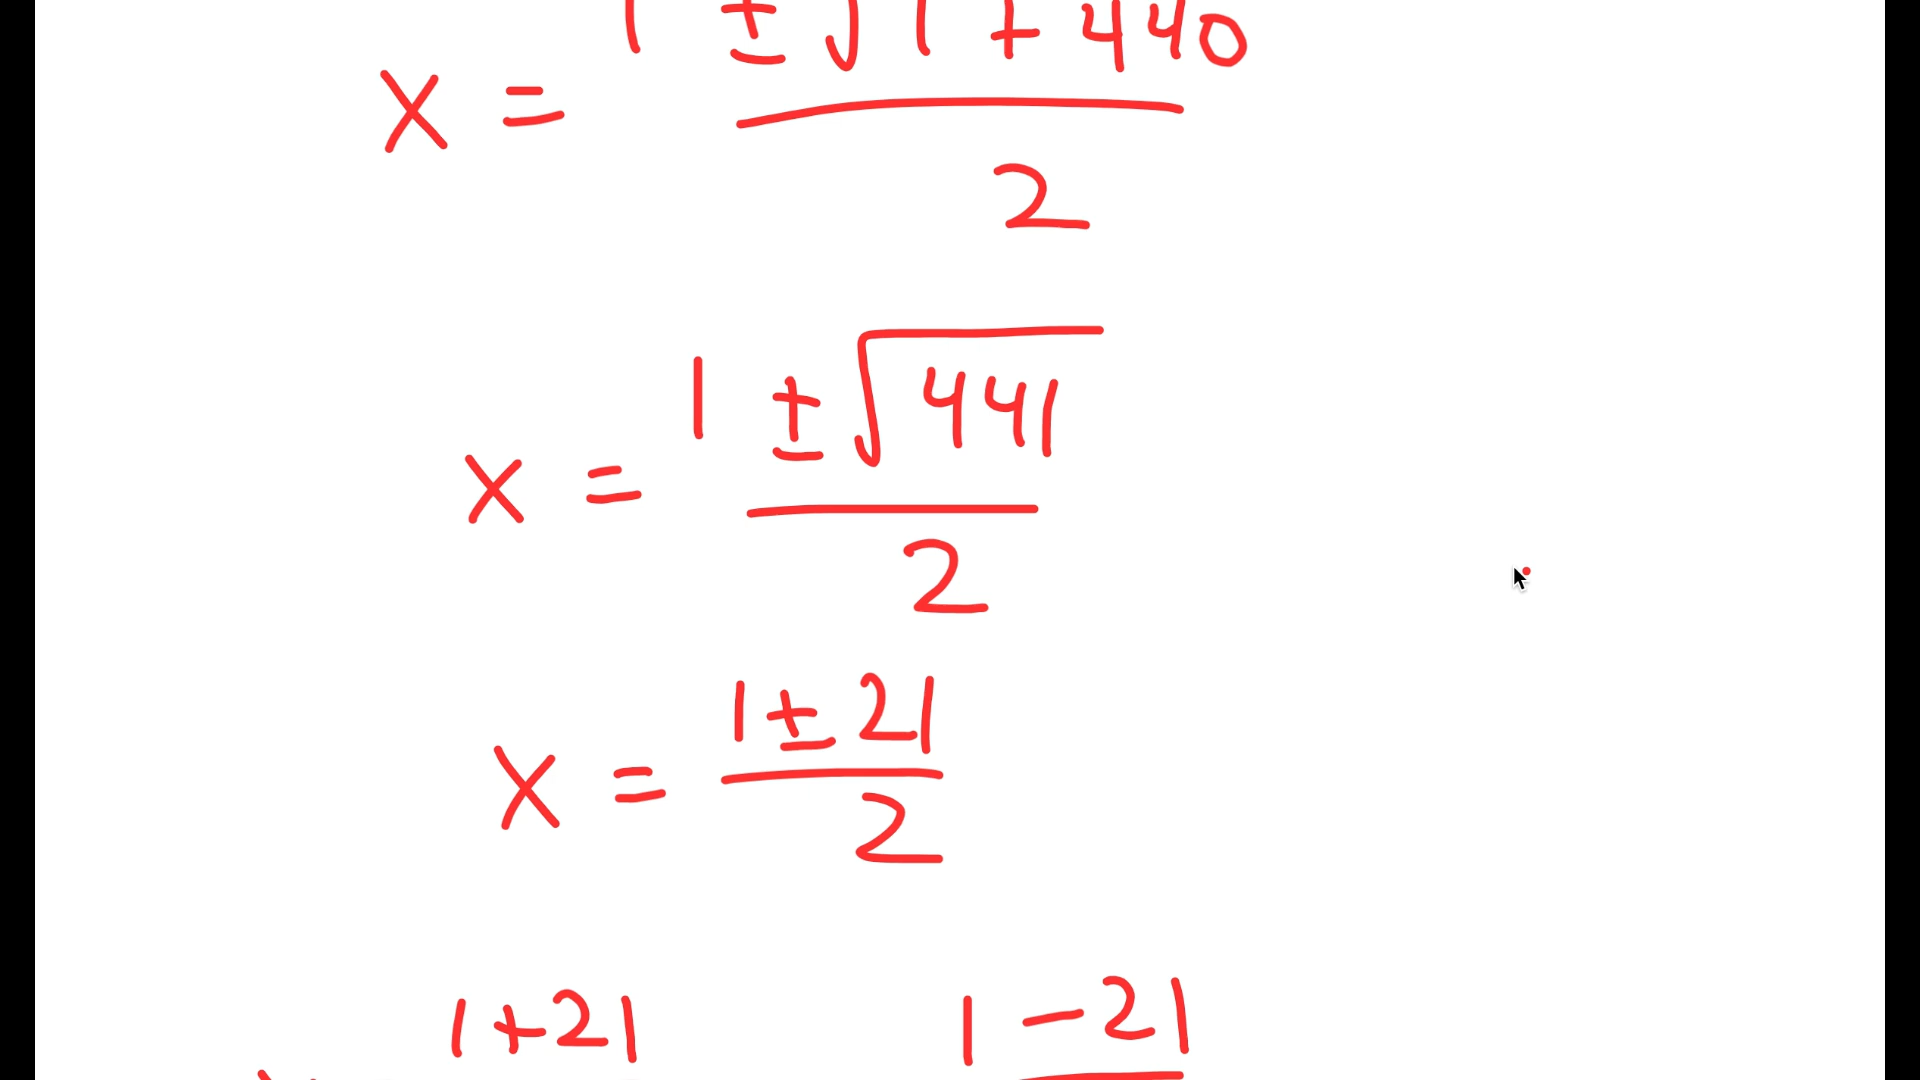 x = (1 ± √1 + 440) / 2
x = (1 ± √441) / 2
x = (1 ± 21) / 2
1 + 21    1 - 21